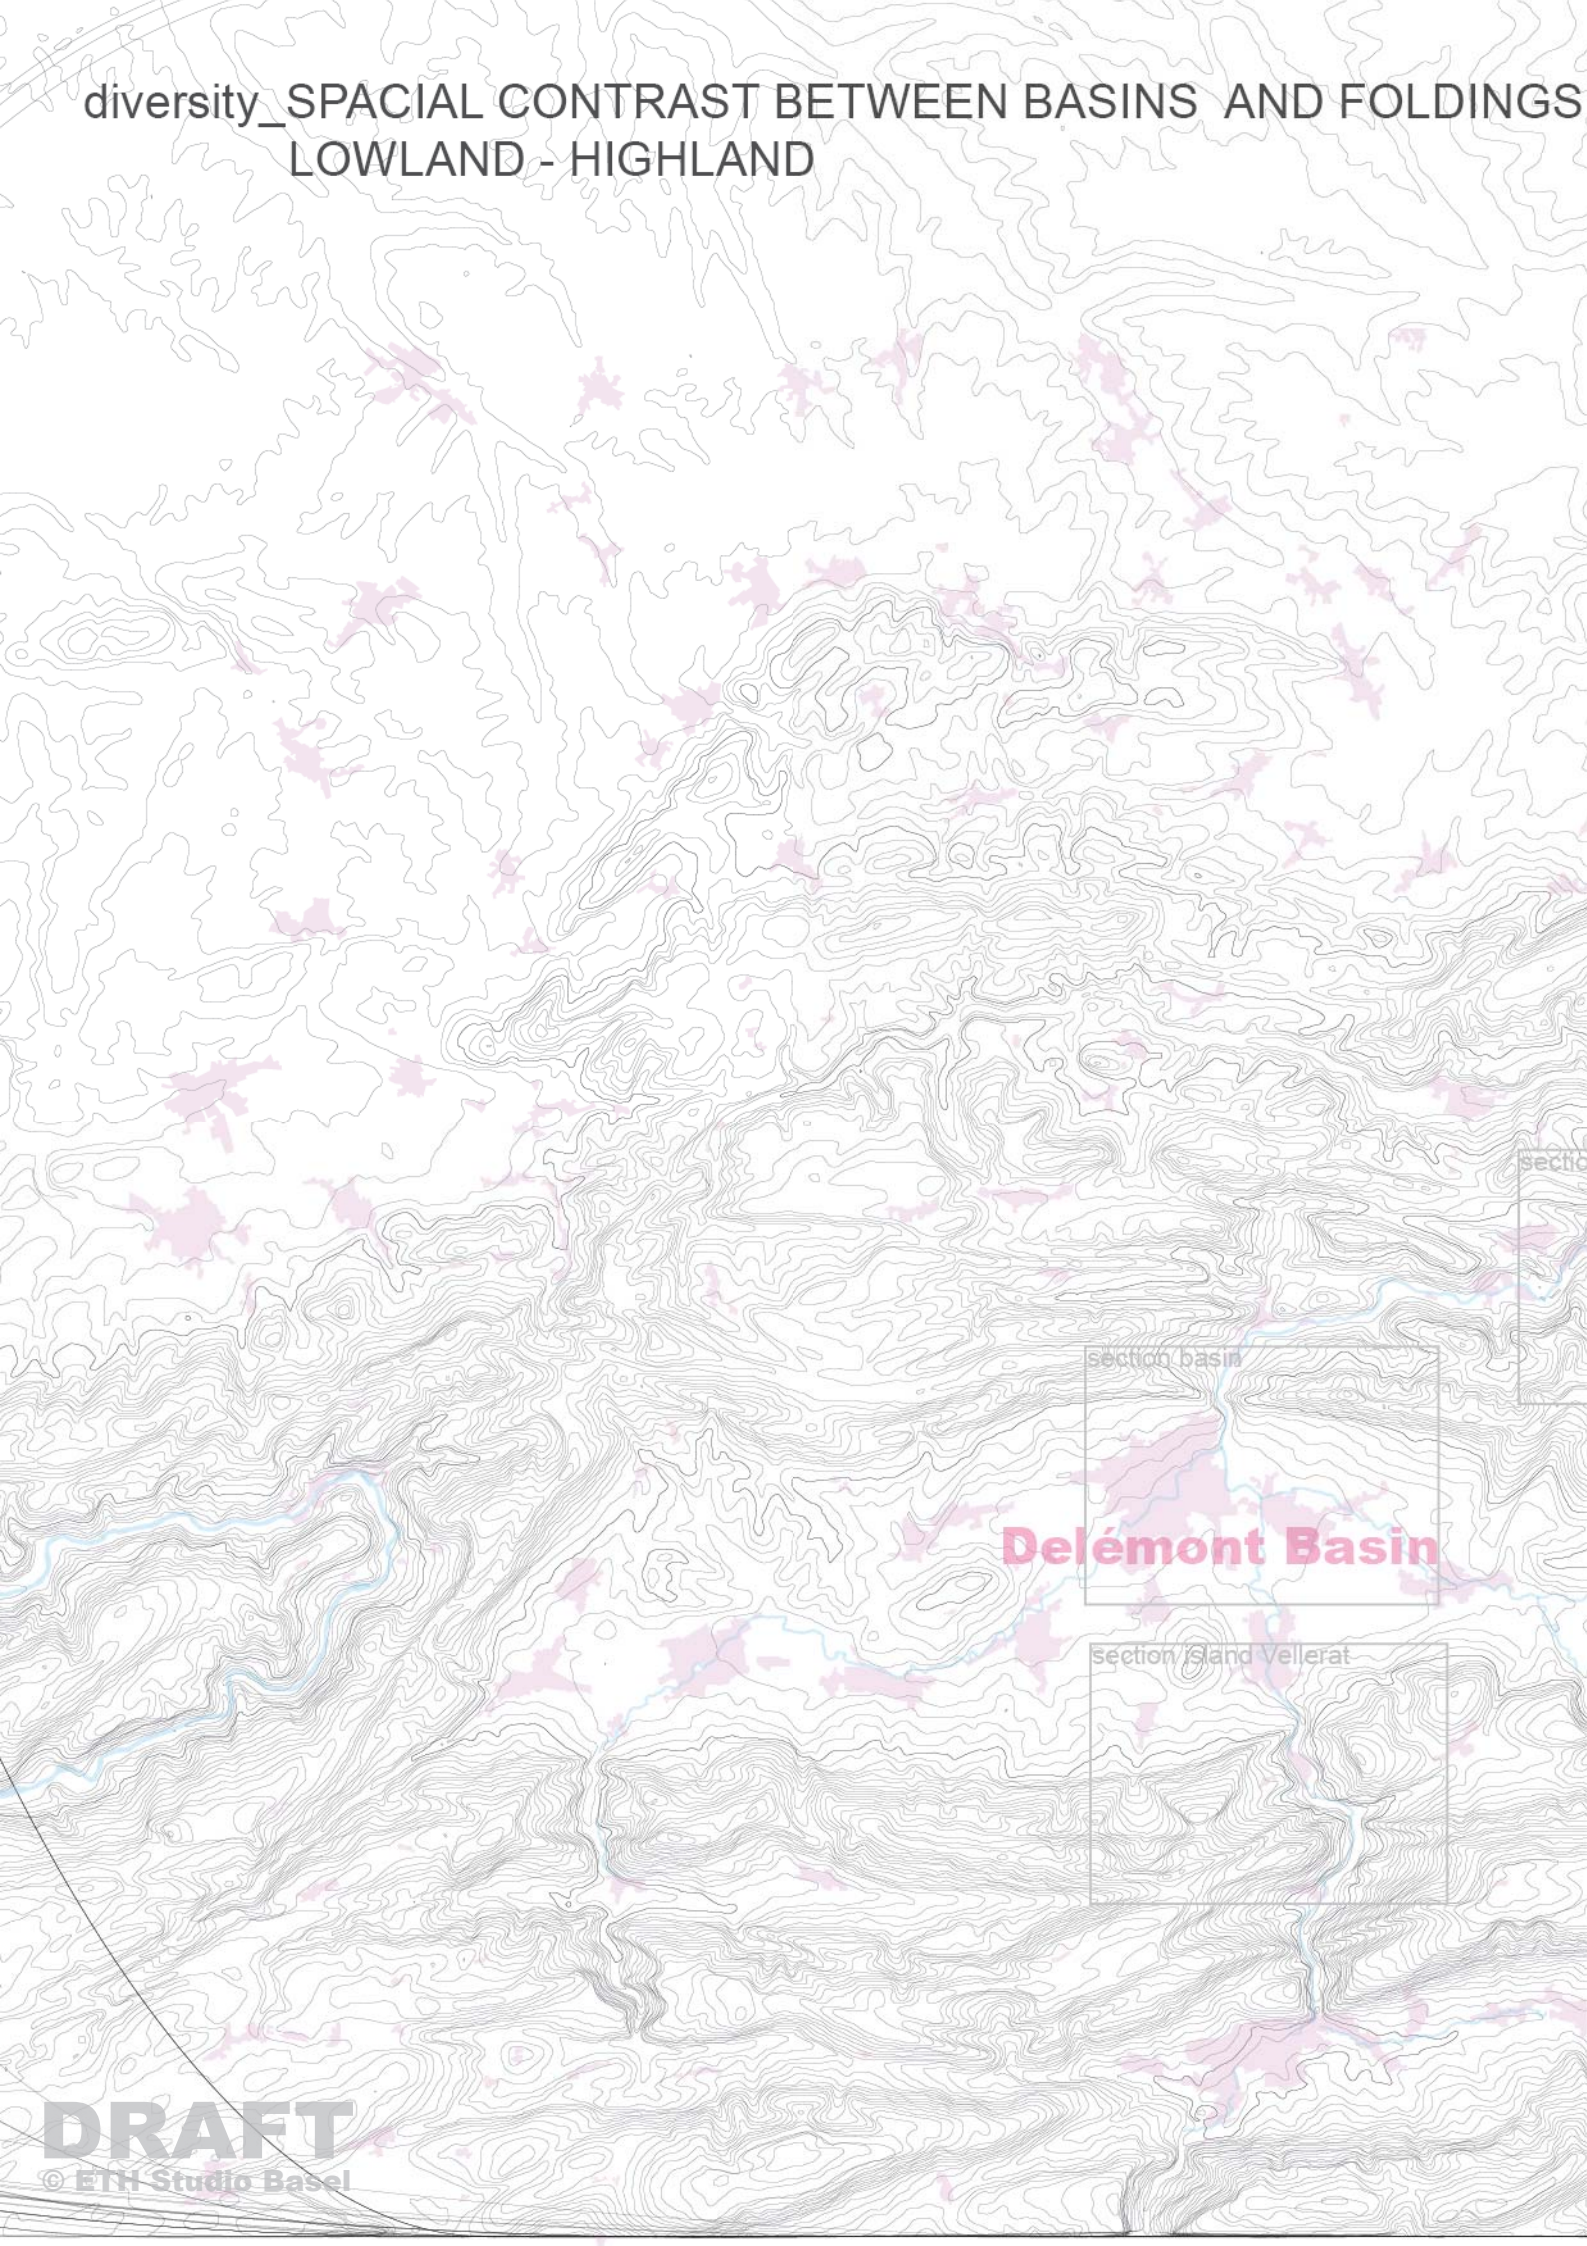 diversity_SPACIAL CONTRAST BETWEEN BASINS AND FOLDINGS
LOWLAND - HIGHLAND
sectio
section basin
Delémont Basin
section island Vellerat
DRAFT
© ETH Studio Basel